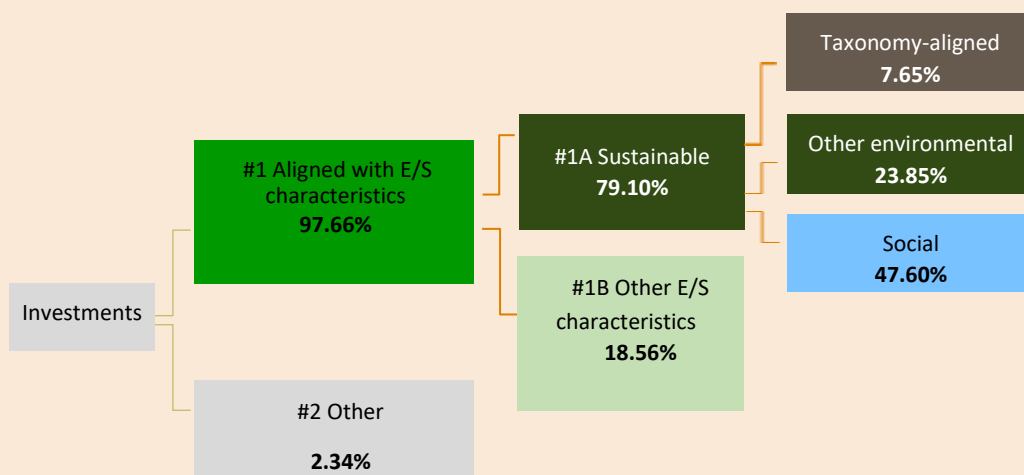 Investments
#1 Aligned with E/S
characteristics
97.66%
#2 Other
2.34%
#1A Sustainable
79.10%
#1B Other E/S
characteristics
18.56%
Taxonomy-aligned
7.65%
Other environmental
23.85%
Social
47.60%